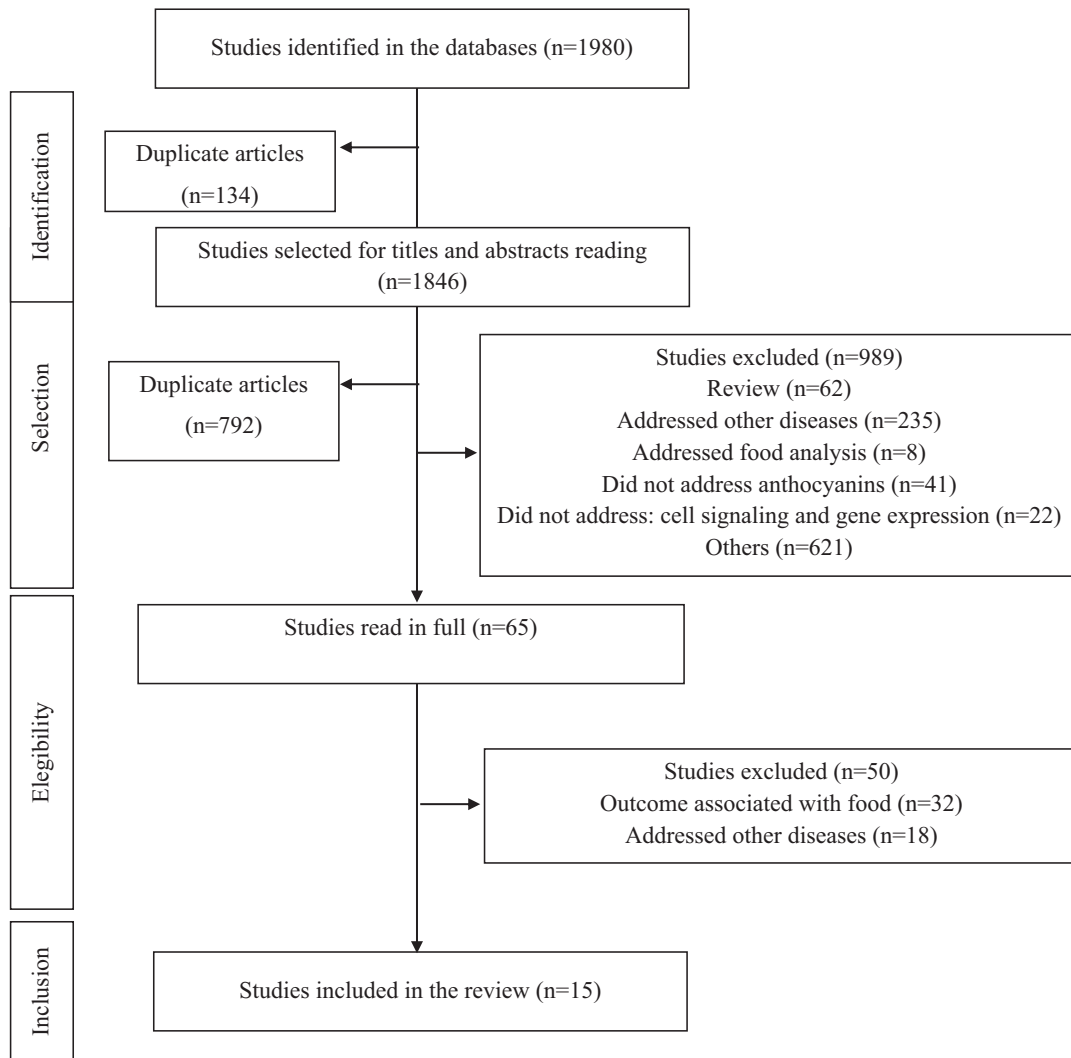 Studies identified in the databases (n=1980)
Identification
Duplicate articles
(n=134)
Studies selected for titles and abstracts reading
(n=1846)
Selection
Duplicate articles
(n=792)
Studies excluded (n=989)
Review (n=62)
Addressed other diseases (n=235)
Addressed food analysis (n=8)
Did not address anthocyanins (n=41)
Did not address: cell signaling and gene expression (n=22)
Others (n=621)
Elegibility
Studies read in full (n=65)
Studies excluded (n=50)
Outcome associated with food (n=32)
Addressed other diseases (n=18)
Inclusion
Studies included in the review (n=15)